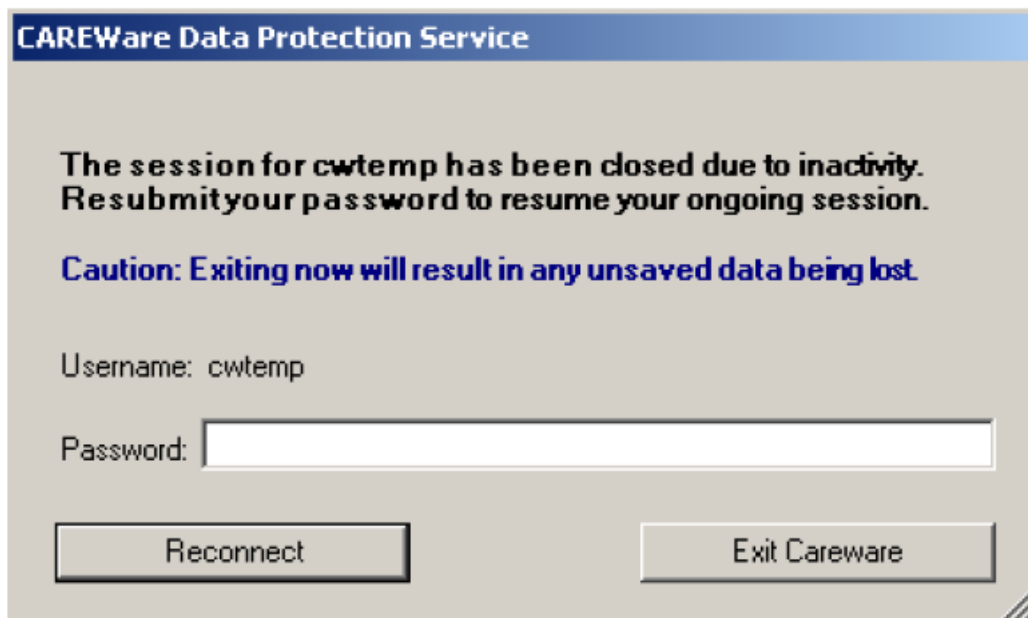 CAREWare Data Protection Service
The session for cwtemp has been closed due to inactivity.
Resubmit your password to resume your ongoing session.
Caution: Exiting now will result in any unsaved data being lost.
Username: cwtemp
Password:
Reconnect
Exit Careware